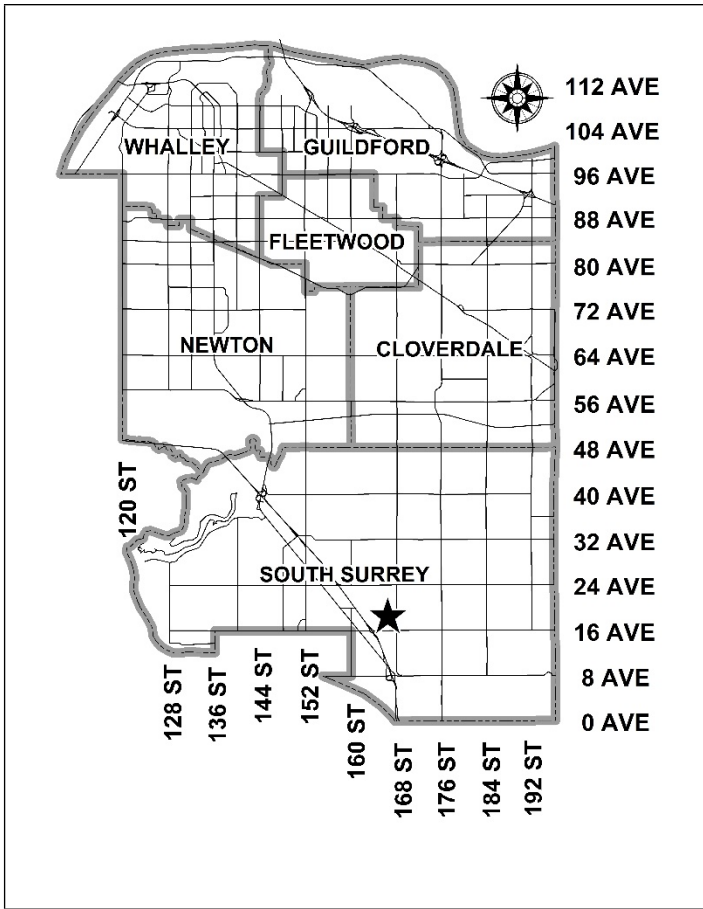 112 AVE
104 AVE
WHALLEY
GUILDFORD
96 AVE
88 AVE
FLEETWOOD
80 AVE
72 AVE
NEWTON
CLOVERDALE
64 AVE
56 AVE
48 AVE
120 ST
40 AVE
32 AVE
SOUTH SURREY
24 AVE
16 AVE
128 ST
136 ST
144 ST
152 ST
160 ST
8 AVE
0 AVE
168 ST
176 ST
184 ST
192 ST